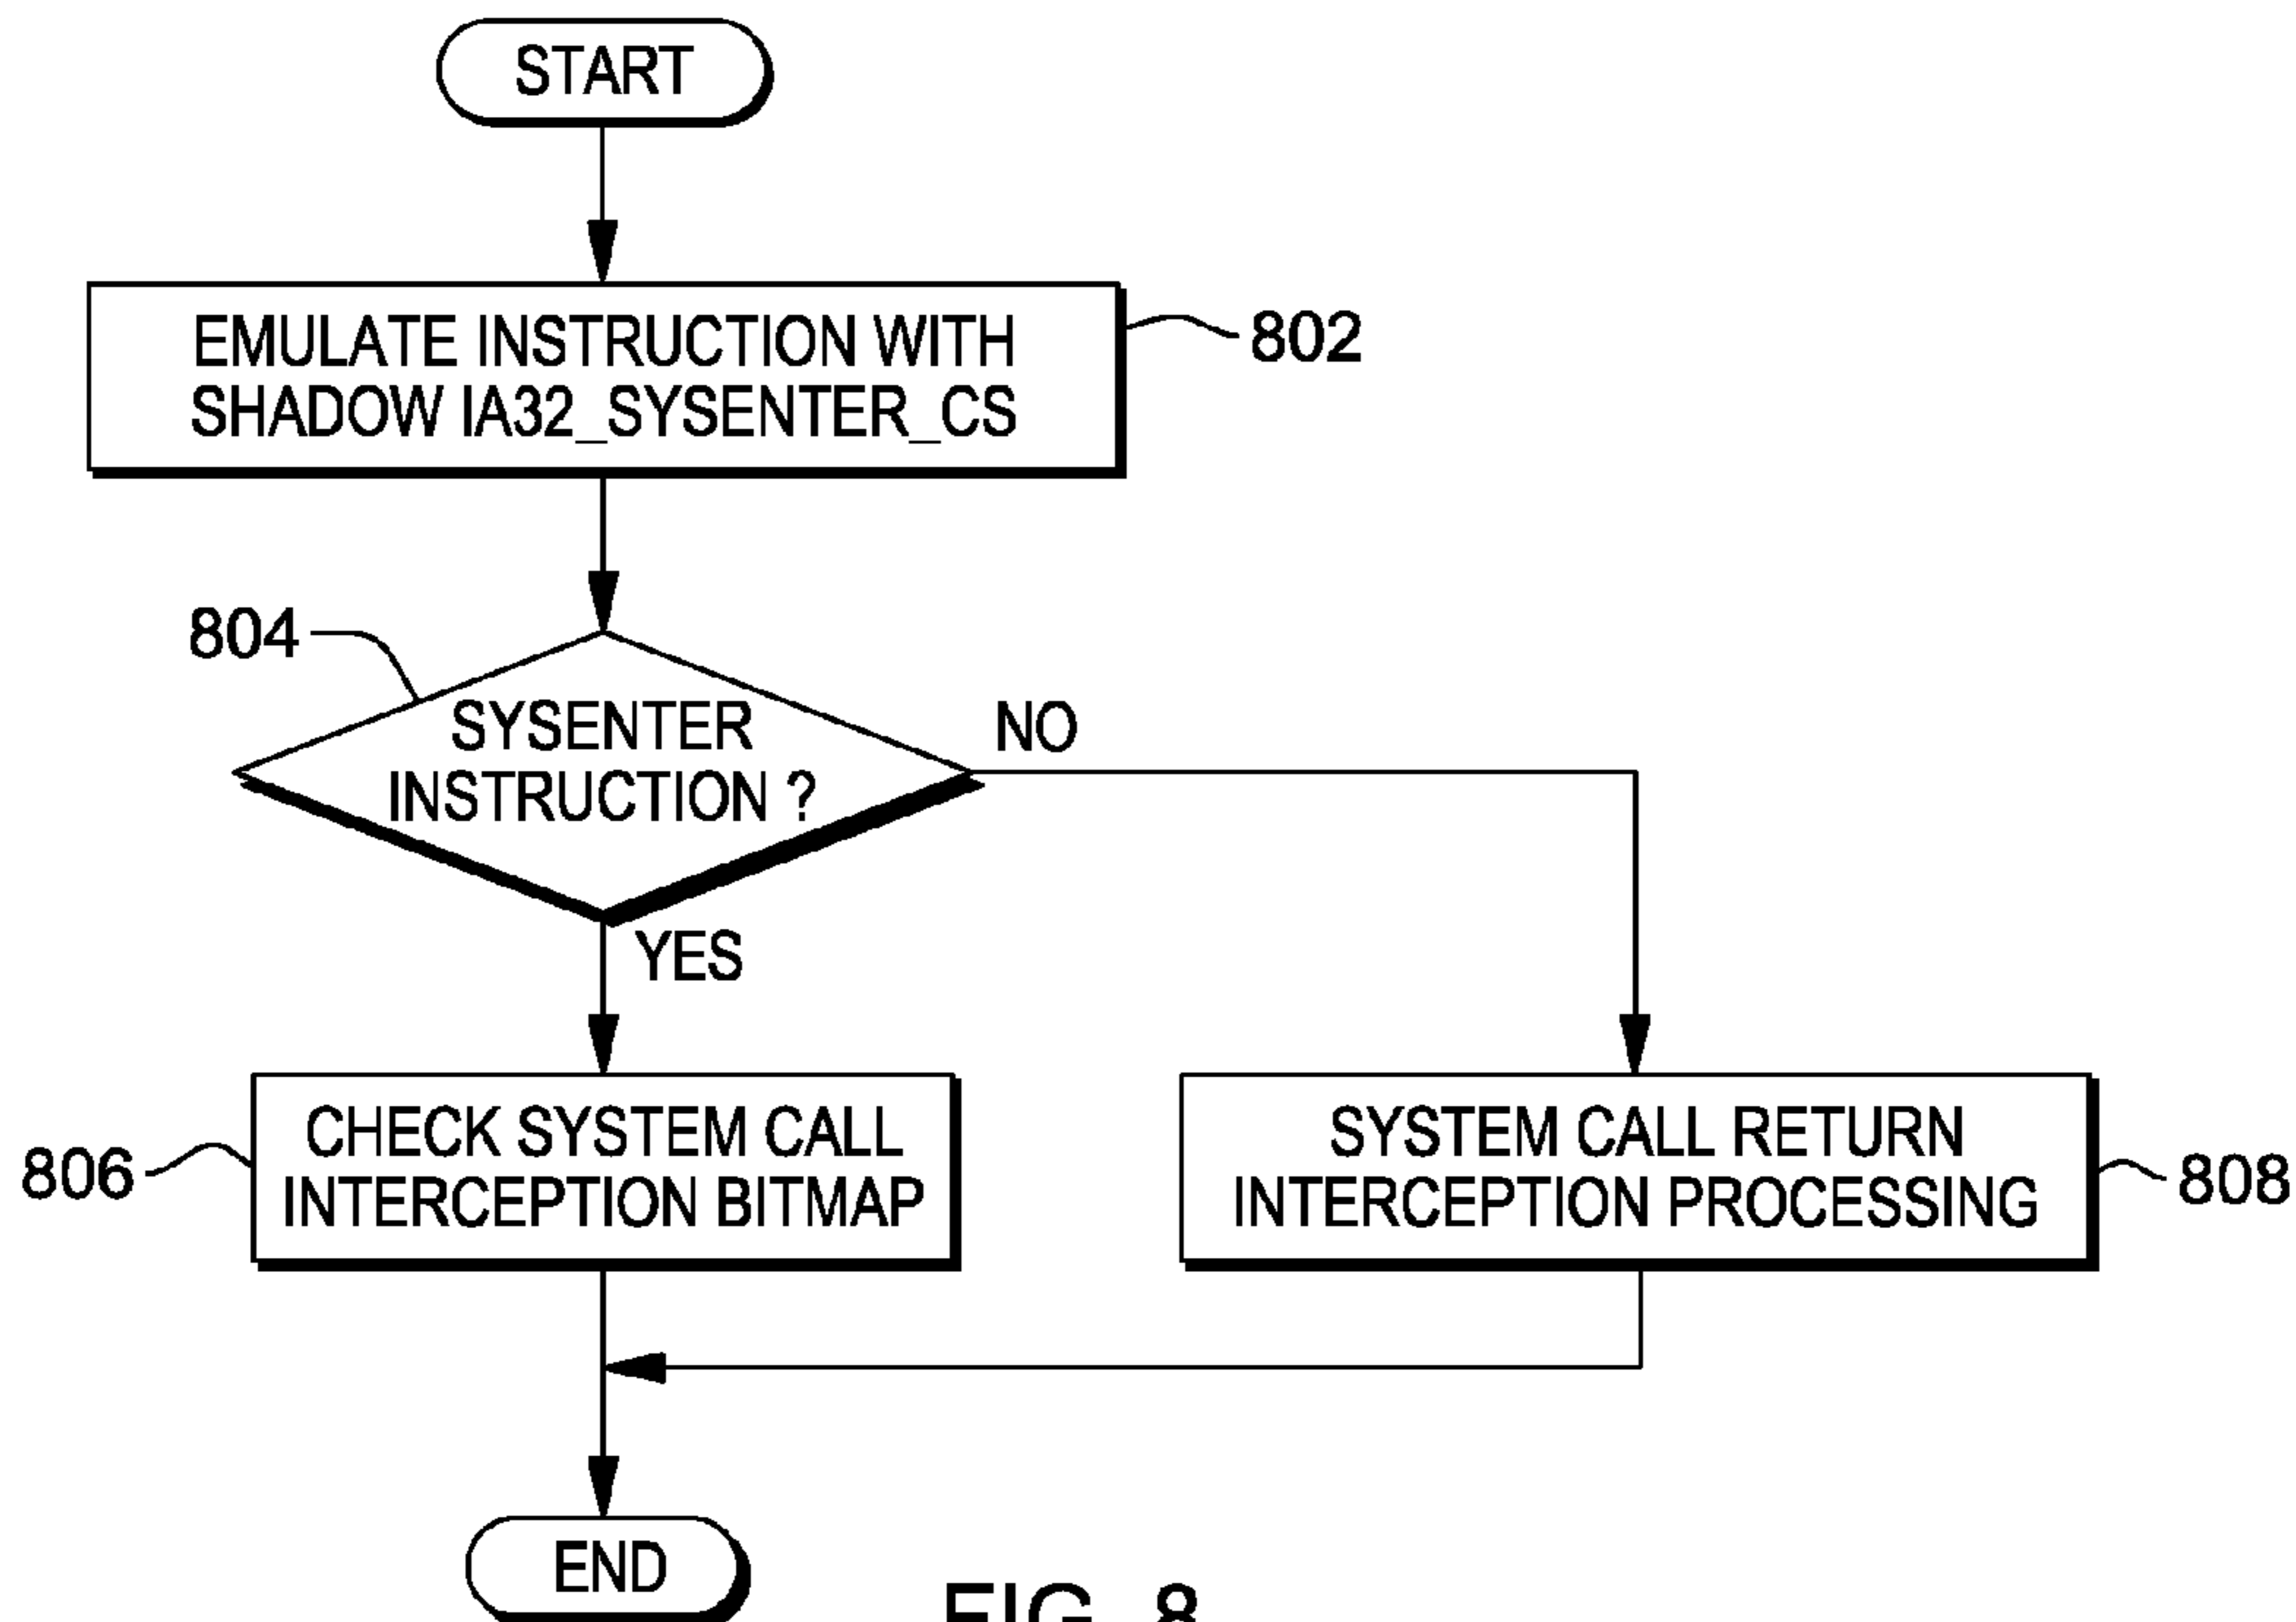 START
EMULATE INSTRUCTION WITH
SHADOW IA32_SYSENTER_CS
802
804
SYSENTER
INSTRUCTION ?
NO
YES
806
CHECK SYSTEM CALL
INTERCEPTION BITMAP
SYSTEM CALL RETURN
INTERCEPTION PROCESSING
808
END
FIG. 8